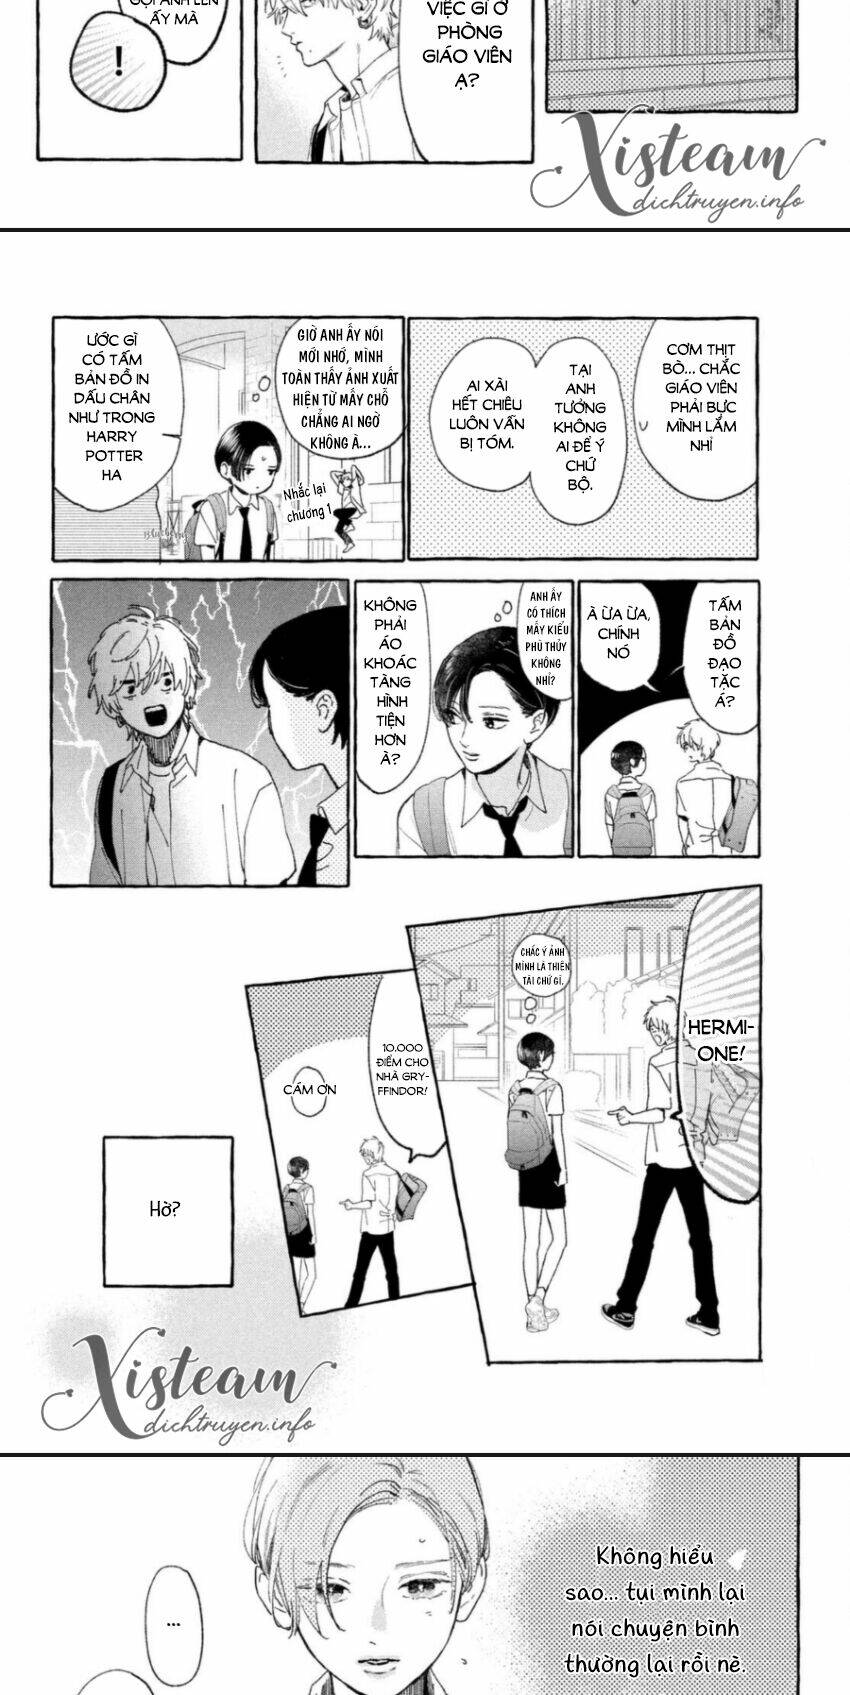 VIỆC GÌ Ở
PHÒNG
GIÁO VIÊN
Ạ?
GỌI ANH LÊN
ẤY MÀ
!
Xisteam
dichtruyen.info
CƠM THỊT
BÒ... CHẮC
GIÁO VIÊN
PHẢI BỰC
MÌNH LẮM
NHỈ
TẠI
ANH
TƯỞNG
KHÔNG
AI ĐỂ Ý
CHỨ
BỘ.
AI XÀI
HẾT CHIÊU
LUÔN VẪN
BỊ TÓM.
GIỜ ANH ẤY NÓI
MỚI NHỚ, MÌNH
TOÀN THẤY ẢNH XUẤT
HIỆN TỪ MẤY CHỖ
CHẲNG AI NGỜ
KHÔNG À...
Nhắc lại
chương 1
ƯỚC GÌ
CÓ TẤM
BẢN ĐỒ IN
DẤU CHÂN
NHƯ TRONG
HARRY
POTTER
HA
Blueberry
TẤM
BẢN
ĐỒ
ĐẠO
TẶC
Á?
À ỪA ỪA,
CHÍNH
NÓ
ANH ẤY
CÓ THÍCH
MẤY KIỂU
PHÙ THỦY
KHÔNG
NHỈ?
KHÔNG
PHẢI
ÁO
KHOÁC
TÀNG
HÌNH
TIỆN
HƠN
À?
HERMI-
ONE!
CHẮC Ý ẢNH
MÌNH LÀ THIÊN
TÀI CHỨ GÌ.
10.000
ĐIỂM CHO
NHÀ GRY-
FFINDOR!
CÁM ƠN
Hở?
Xisteam
dichtruyen.info
Không hiểu
sao... tụi mình lại
nói chuyện bình
thường lại rồi nè.
...